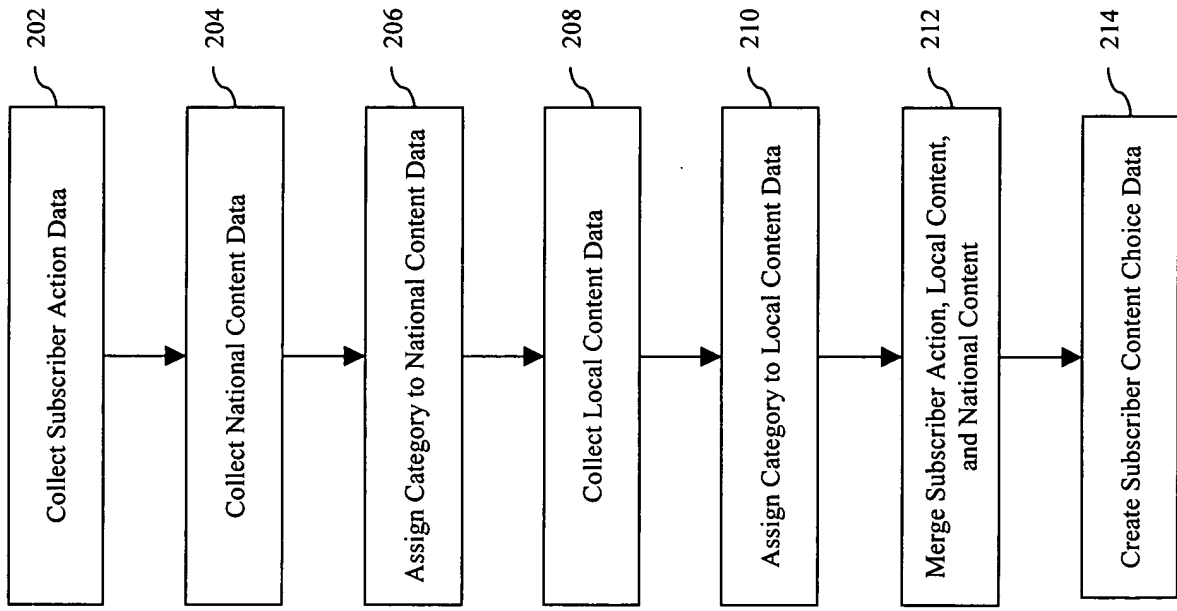 202
Collect Subscriber Action Data
204
Collect National Content Data
206
Assign Category to National Content Data
208
Collect Local Content Data
210
Assign Category to Local Content Data
212
Merge Subscriber Action, Local Content,
and National Content
214
Create Subscriber Content Choice Data